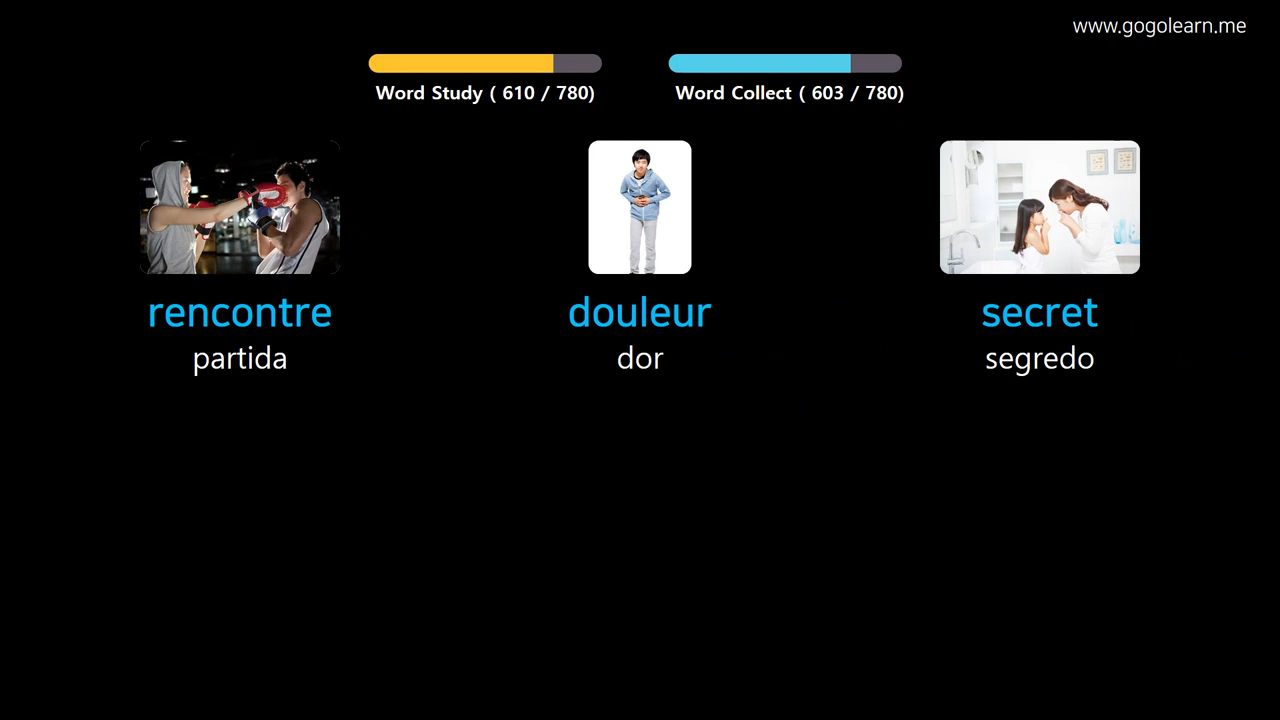 www.gogolearn.me
Word Study ( 610 / 780)
Word Collect ( 603 / 780)
rencontre
partida
douleur
dor
secret
segredo